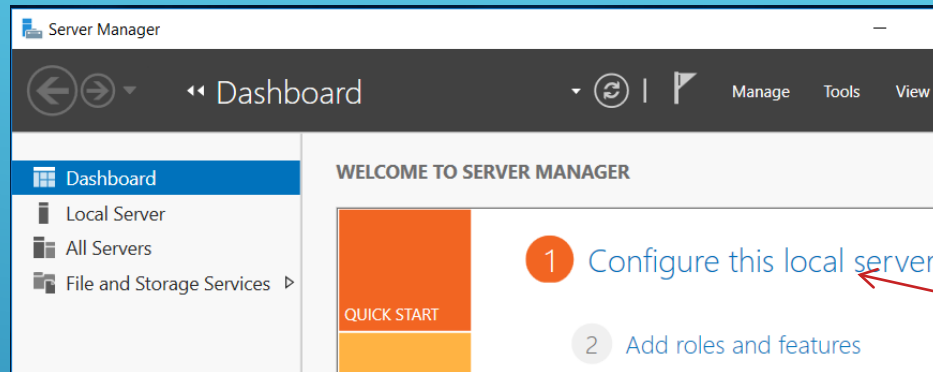 Server Manager
Dashboard
Manage Tools View
Dashboard
Local Server
All Servers
File and Storage Services
WELCOME TO SERVER MANAGER
QUICK START
1 Configure this local server
2 Add roles and features